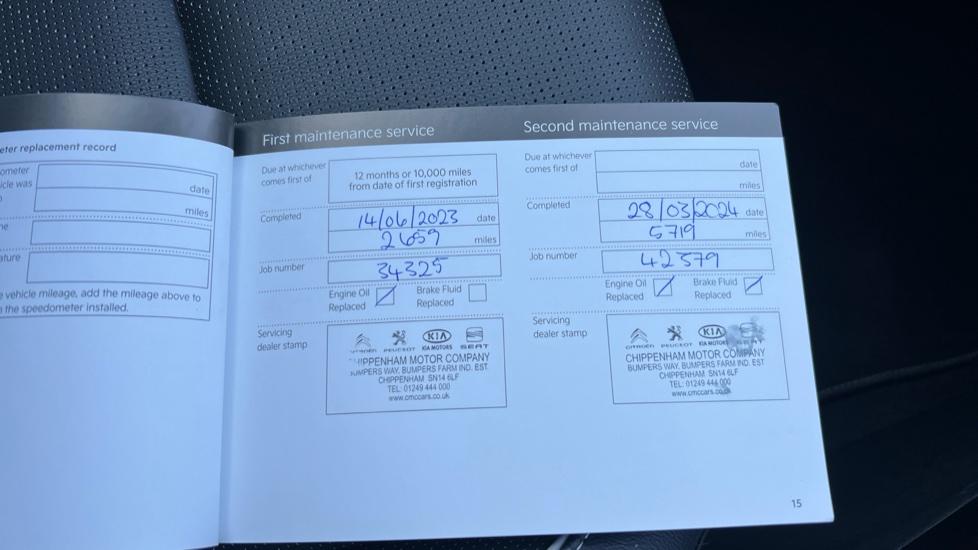 eter replacement record
ometer
icle was
date
miles
ature
vehicle mileage, add the mileage above to
the speedometer installed.
First maintenance service
Due at whichever
comes first of
12 months or 10,000 miles
from date of first registration
Completed
14/06/2023 date
2659 miles
Job number
34325
Engine Oil
Replaced
Brake Fluid
Replaced
Servicing
dealer stamp
CITROËN PEUGEOT KIA KIA MOTORS SEAT
HIPPENHAM MOTOR COMPANY
BUMPERS WAY, BUMPERS FARM IND. EST.
CHIPPENHAM SN14 6LF
TEL: 01249 444 000
www.cmccars.co.uk
Second maintenance service
Due at whichever
comes first of
date
miles
Completed
28/03/2024 date
5719 miles
Job number
42579
Engine Oil
Replaced
Brake Fluid
Replaced
Servicing
dealer stamp
CITROËN PEUGEOT KIA KIA MOTORS SEAT
CHIPPENHAM MOTOR COMPANY
BUMPERS WAY, BUMPERS FARM IND. EST.
CHIPPENHAM SN14 6LF
TEL: 01249 444 000
www.cmccars.co.uk
15